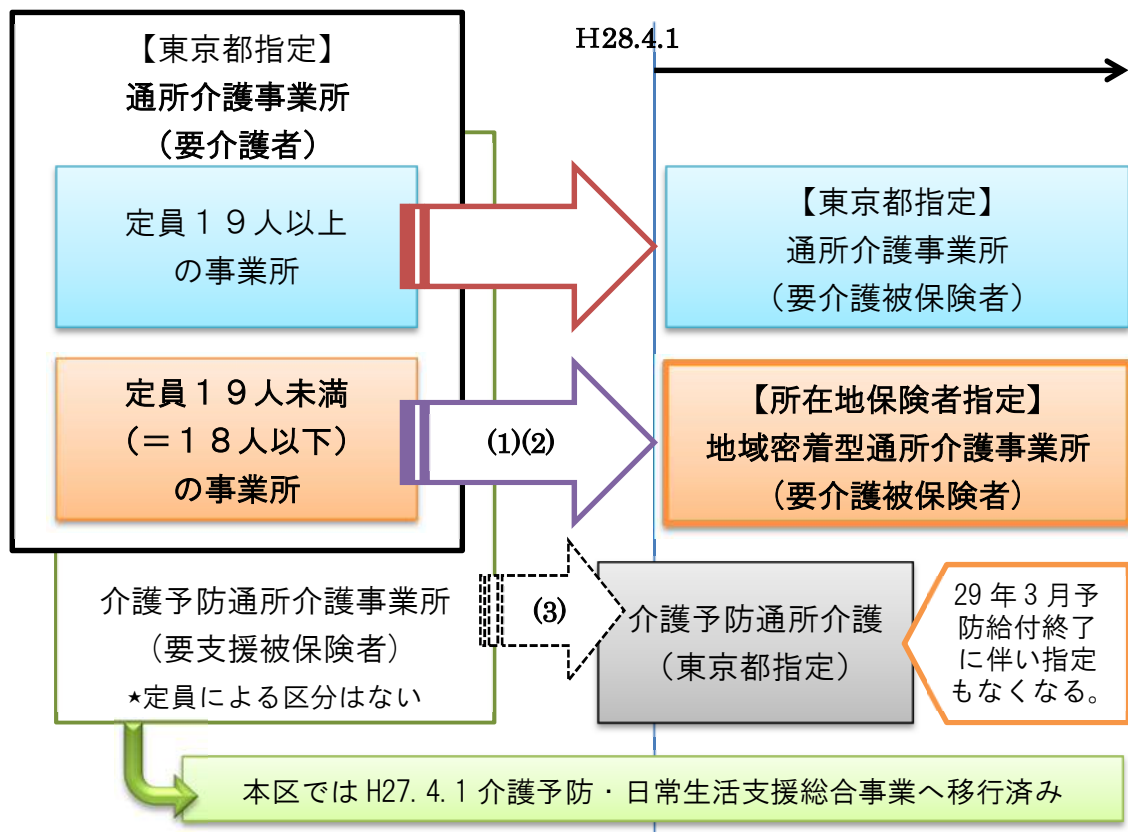 H28.4.1
【東京都指定】
通所介護事業所
（要介護者）
定員１９人以上
の事業所
【東京都指定】
通所介護事業所
（要介護被保険者）
定員１９人未満
（＝１８人以下）
の事業所
(1)(2)
【所在地保険者指定】
地域密着型通所介護事業所
（要介護被保険者）
介護予防通所介護事業所
（要支援被保険者）
★定員による区分はない
(3)
介護予防通所介護
（東京都指定）
29 年 3 月予
防給付終了
に伴い指定
もなくなる。
本区では H27. 4. 1 介護予防・日常生活支援総合事業へ移行済み